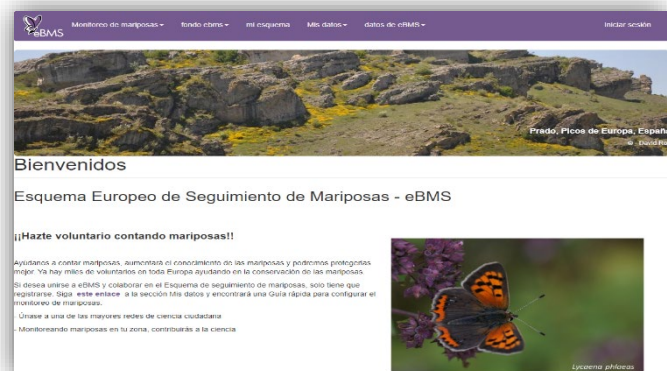 eBMS
Monitoreo de mariposas
fondo ebms
mi esquema
Mis datos
datos de eBMS
Iniciar sesión
Prado, Picos de Europa, España
Bienvenidos
Esquema Europeo de Seguimiento de Mariposas - eBMS
¡¡Hazte voluntario contando mariposas!!
Ayúdanos a contar mariposas, aumentará el conocimiento de las mariposas y podremos protegerlas
mejor. Ya hay miles de voluntarios en toda Europa ayudando en la conservación de las mariposas.
Si desea unirse a eBMS y colaborar en el Esquema de seguimiento de mariposas, solo tiene que
registrarse. Siga este enlace a la sección Mis datos y encontrará una Guía rápida para configurar el
monitoreo de mariposas.
- Únase a una de las mayores redes de ciencia ciudadana
- Monitoreando mariposas en tu zona, contribuirás a la ciencia
Lycaena phlaeas